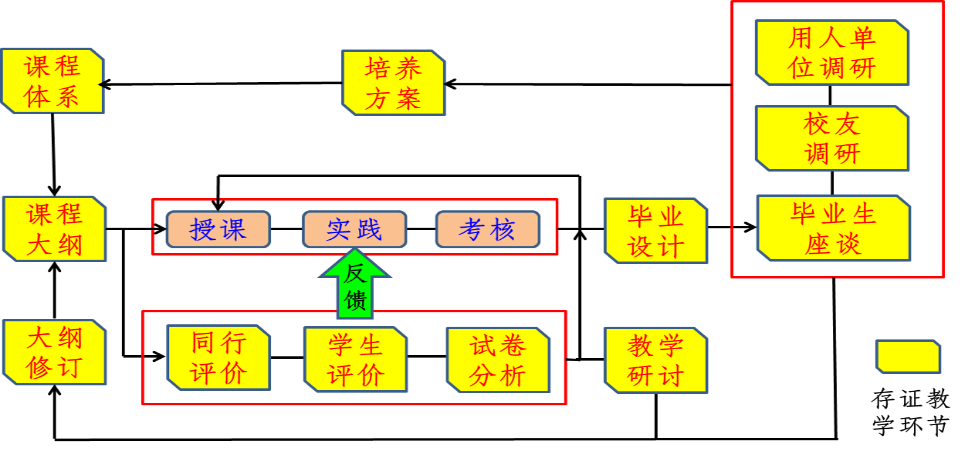 用人单
位调研
课程
体系
培养
方案
校友
调研
课程
大纲
授课
实践
考核
毕业
设计
毕业生
座谈
反
馈
大纲
修订
同行
评价
学生
评价
试卷
分析
教学
研讨
存证教
学环节